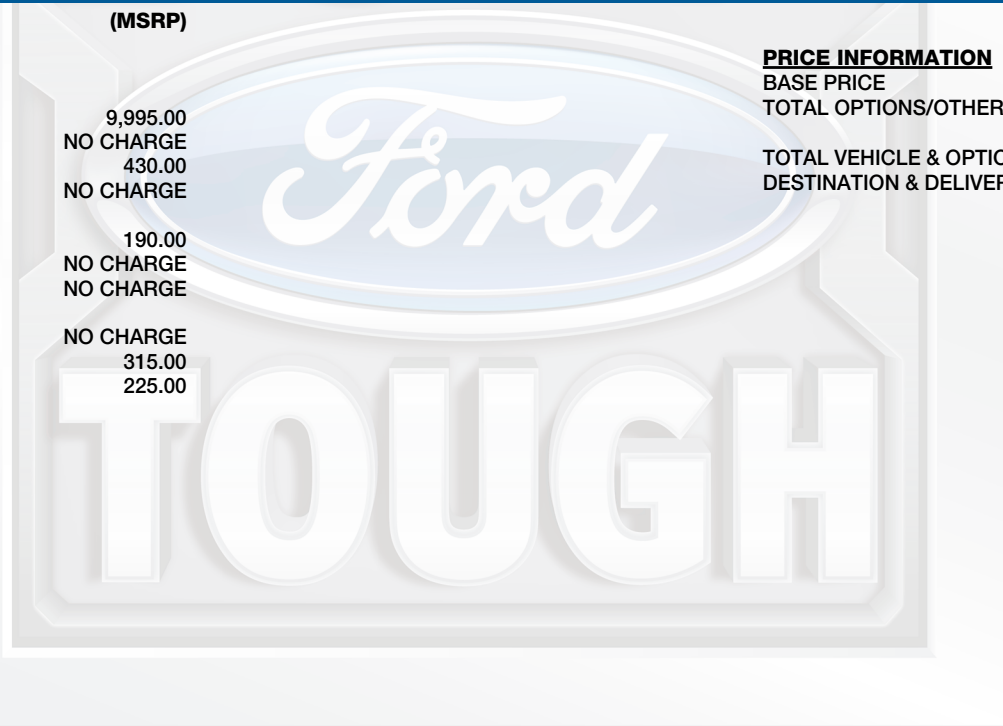 (MSRP)
9,995.00
NO CHARGE
430.00
NO CHARGE
190.00
NO CHARGE
NO CHARGE
NO CHARGE
315.00
225.00
PRICE INFORMATION
BASE PRICE
TOTAL OPTIONS/OTHER
TOTAL VEHICLE & OPTIO
DESTINATION & DELIVER
Ford
TOUGH